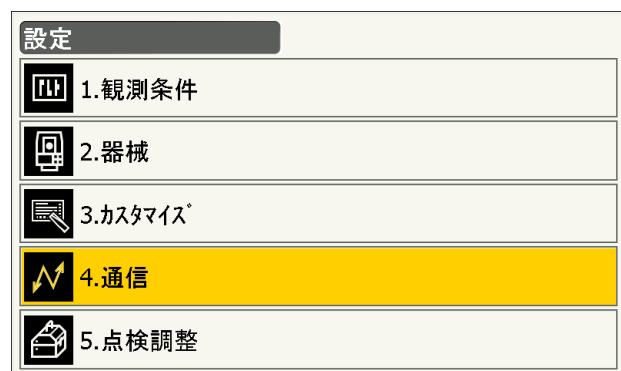 設定
1.観測条件
2.器械
3.ｶｽﾀﾏｲｽﾞ
4.通信
5.点検調整